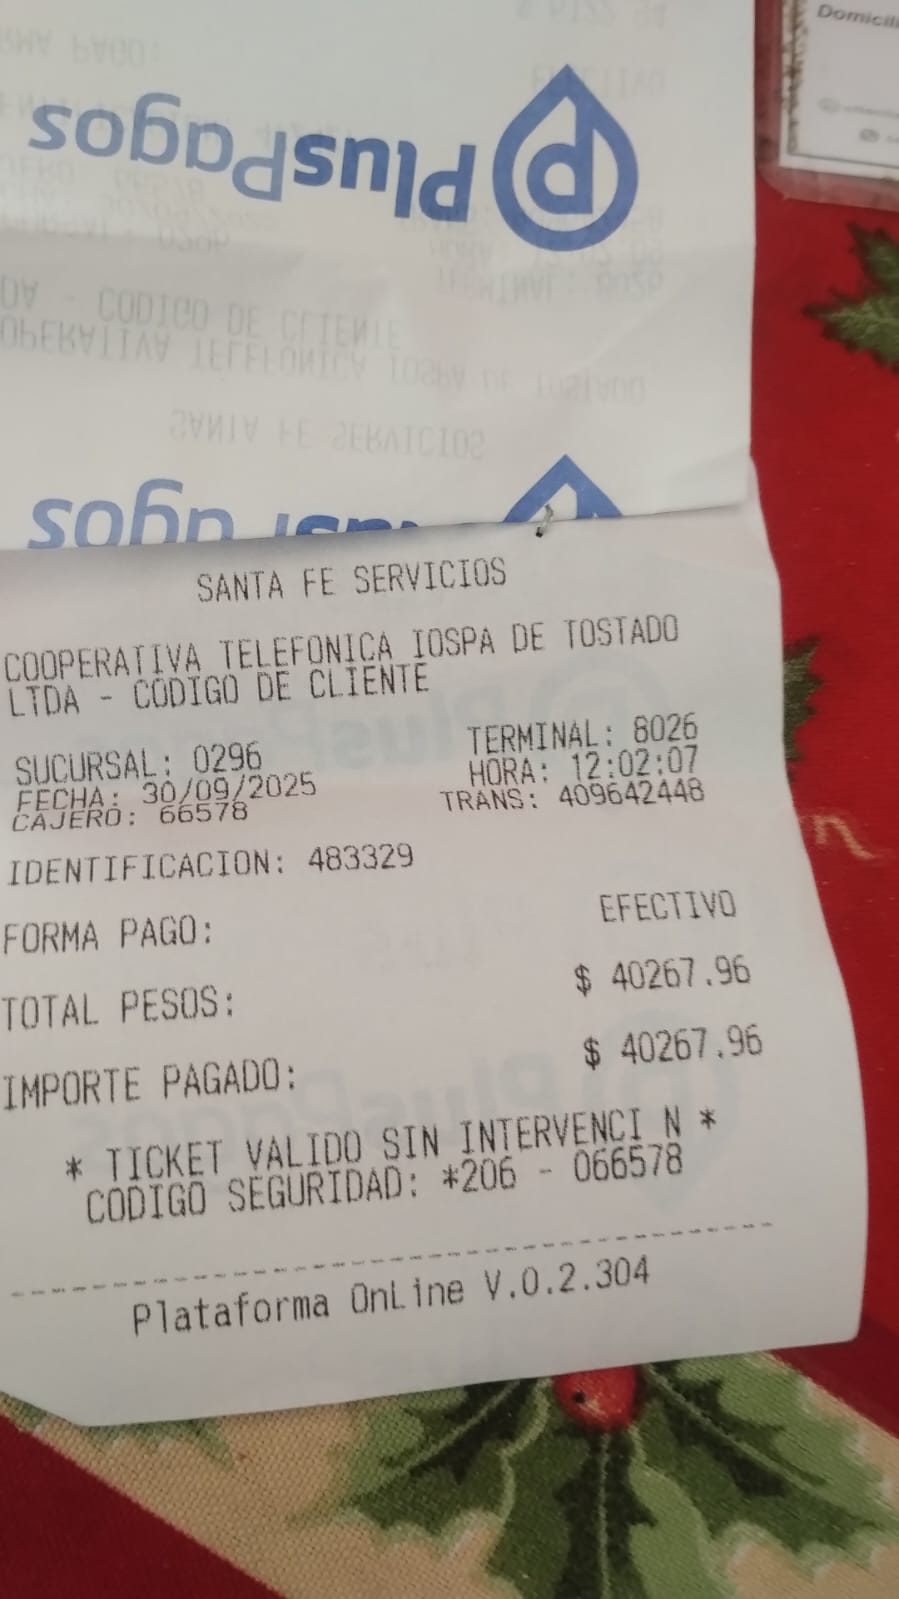 Domicili
PlusPagos
SANTA FE SERVICIOS
COOPERATIVA TELEFONICA IOSPA DE TOSTADO
LTDA - CODIGO DE CLIENTE
SUCURSAL: 0296 TERMINAL: 8026
FECHA: 30/09/2025 HORA: 12:02:07
CAJERO: 66578 TRANS: 409642448
IDENTIFICACION: 483329
FORMA PAGO: EFECTIVO
TOTAL PESOS: $ 40267.96
IMPORTE PAGADO: $ 40267.96
* TICKET VALIDO SIN INTERVENCI N *
CODIGO SEGURIDAD: *206 - 066578
Plataforma OnLine V.0.2.304